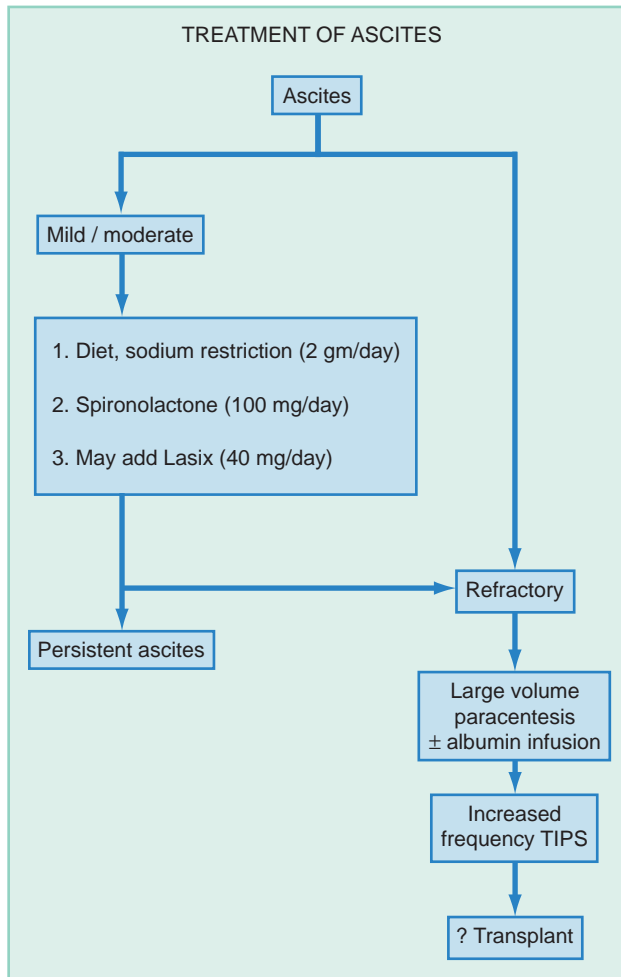 TREATMENT OF ASCITES
Ascites
Mild / moderate
1. Diet, sodium restriction (2 gm/day)
2. Spironolactone (100 mg/day)
3. May add Lasix (40 mg/day)
Refractory
Persistent ascites
Large volume
paracentesis
± albumin infusion
Increased
frequency TIPS
? Transplant